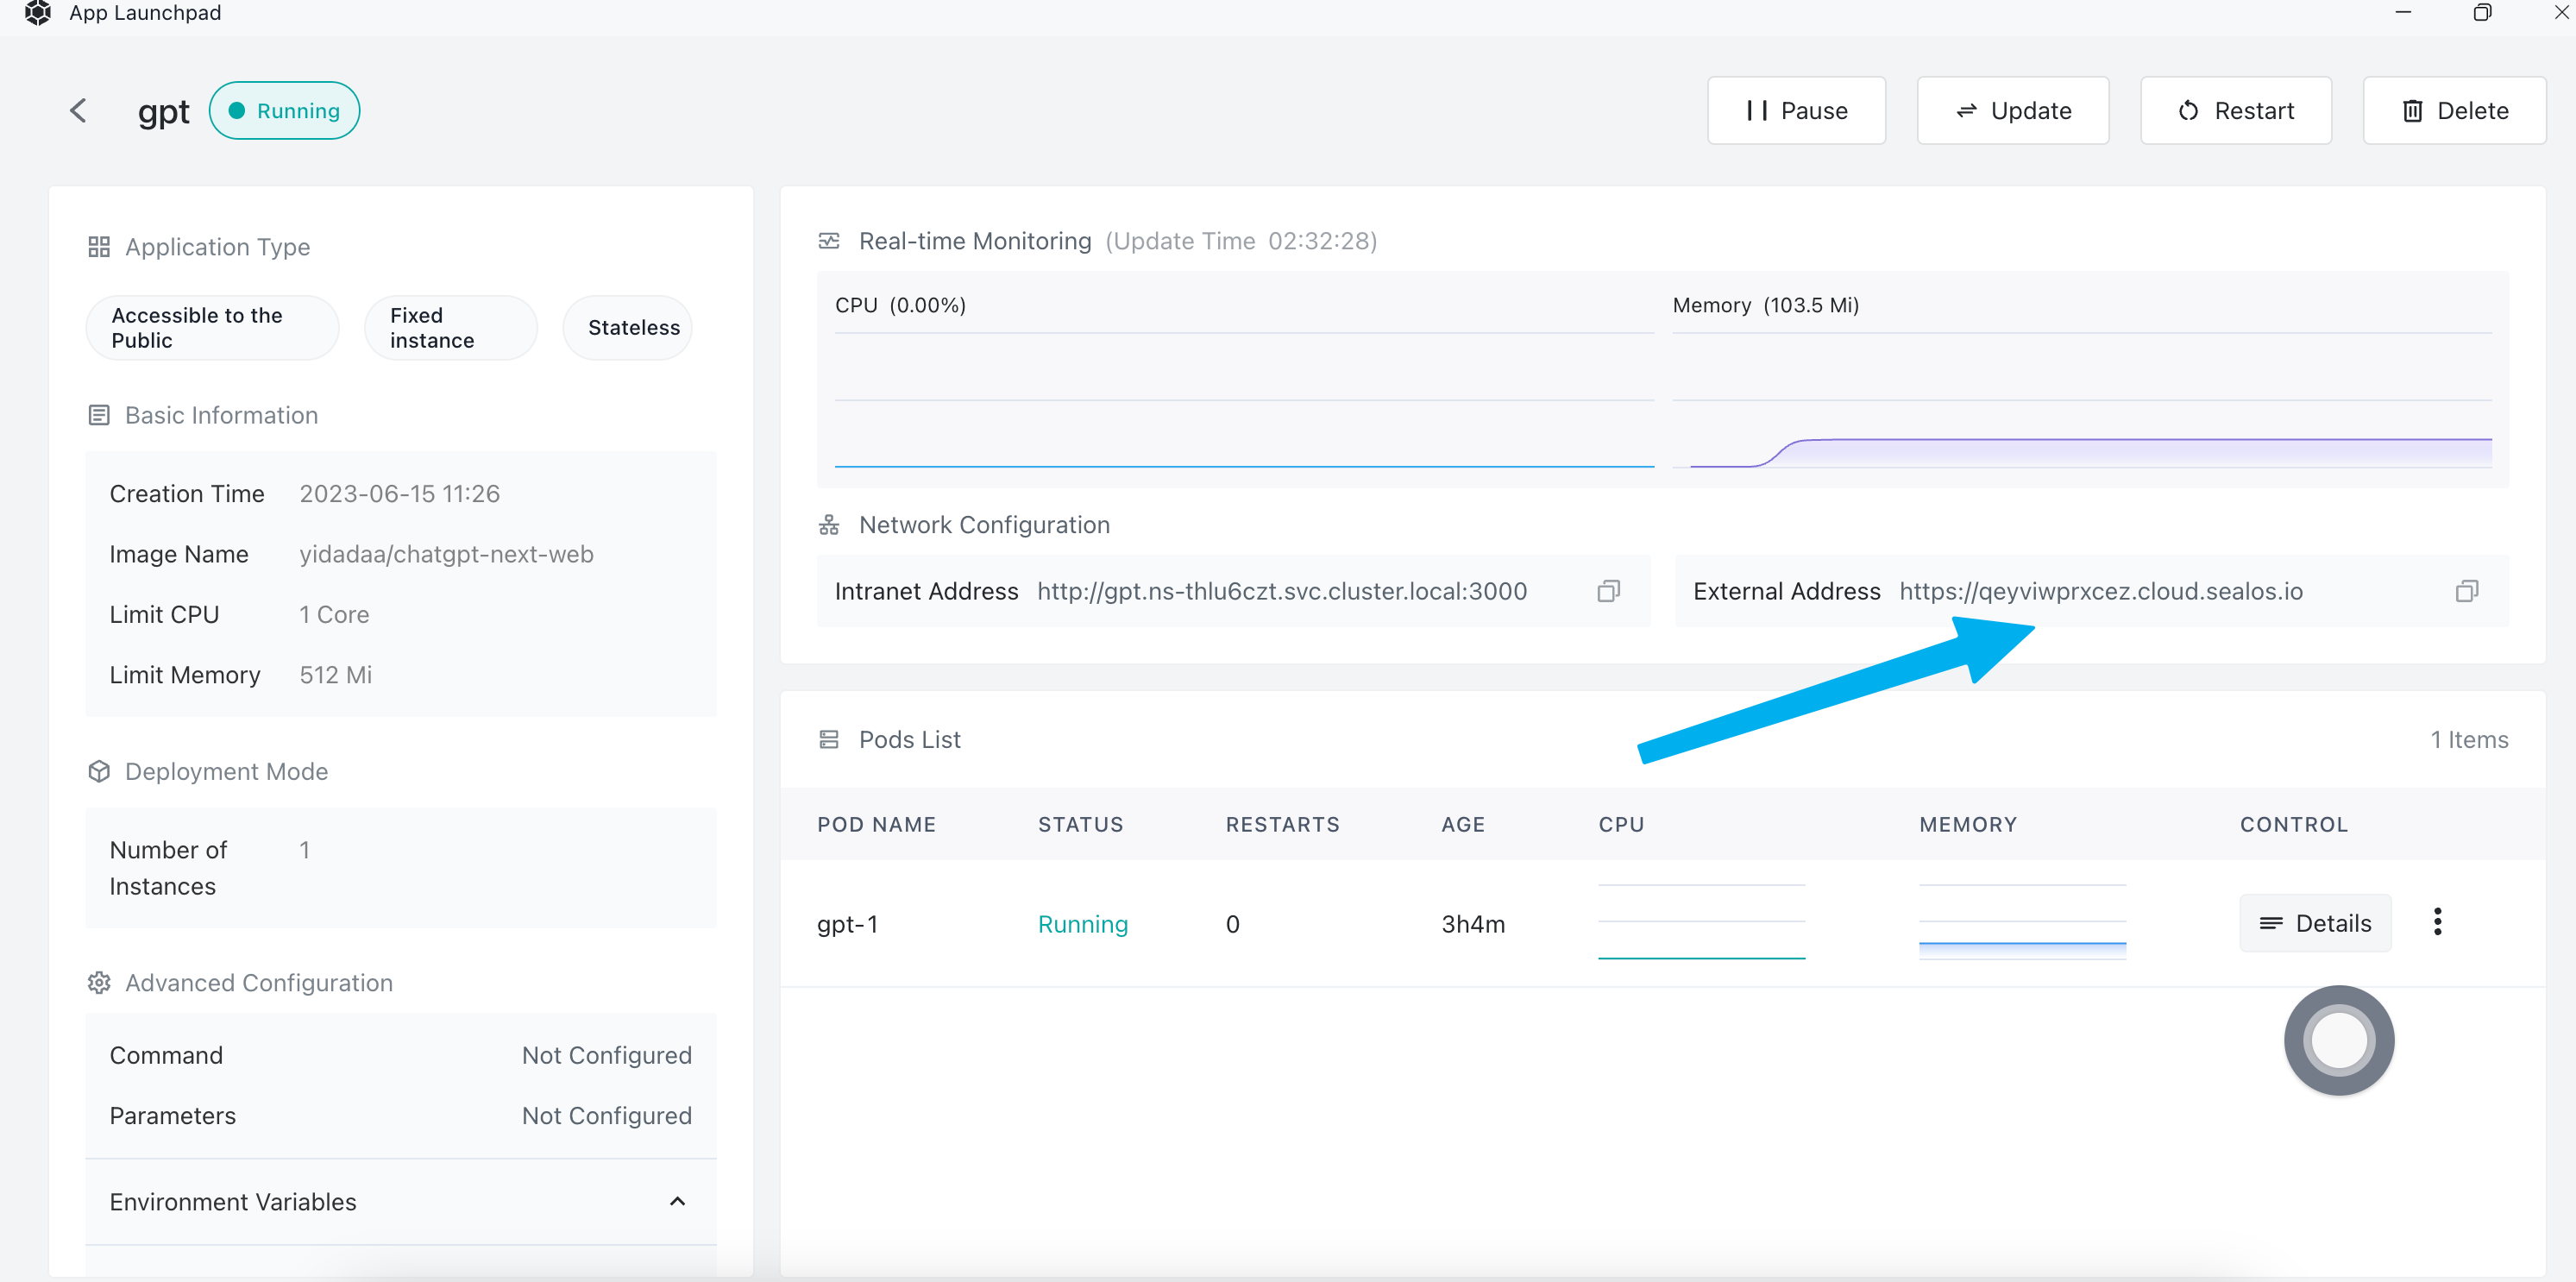 App Launchpad
gpt
Running
Pause
Update
Restart
Delete
Application Type
Accessible to the
Public
Fixed
instance
Stateless
Basic Information
Creation Time 2023-06-15 11:26
Image Name yidadaa/chatgpt-next-web
Limit CPU 1 Core
Limit Memory 512 Mi
Deployment Mode
Number of 1
Instances
Advanced Configuration
Command Not Configured
Parameters Not Configured
Environment Variables
Real-time Monitoring (Update Time 02:32:28)
CPU (0.00%)
Memory (103.5 Mi)
Network Configuration
Intranet Address http://gpt.ns-thlu6czt.svc.cluster.local:3000
External Address https://qeyviwprxcez.cloud.sealos.io
Pods List
1 Items
POD NAME STATUS RESTARTS AGE CPU MEMORY CONTROL
gpt-1 Running 0 3h4m Details